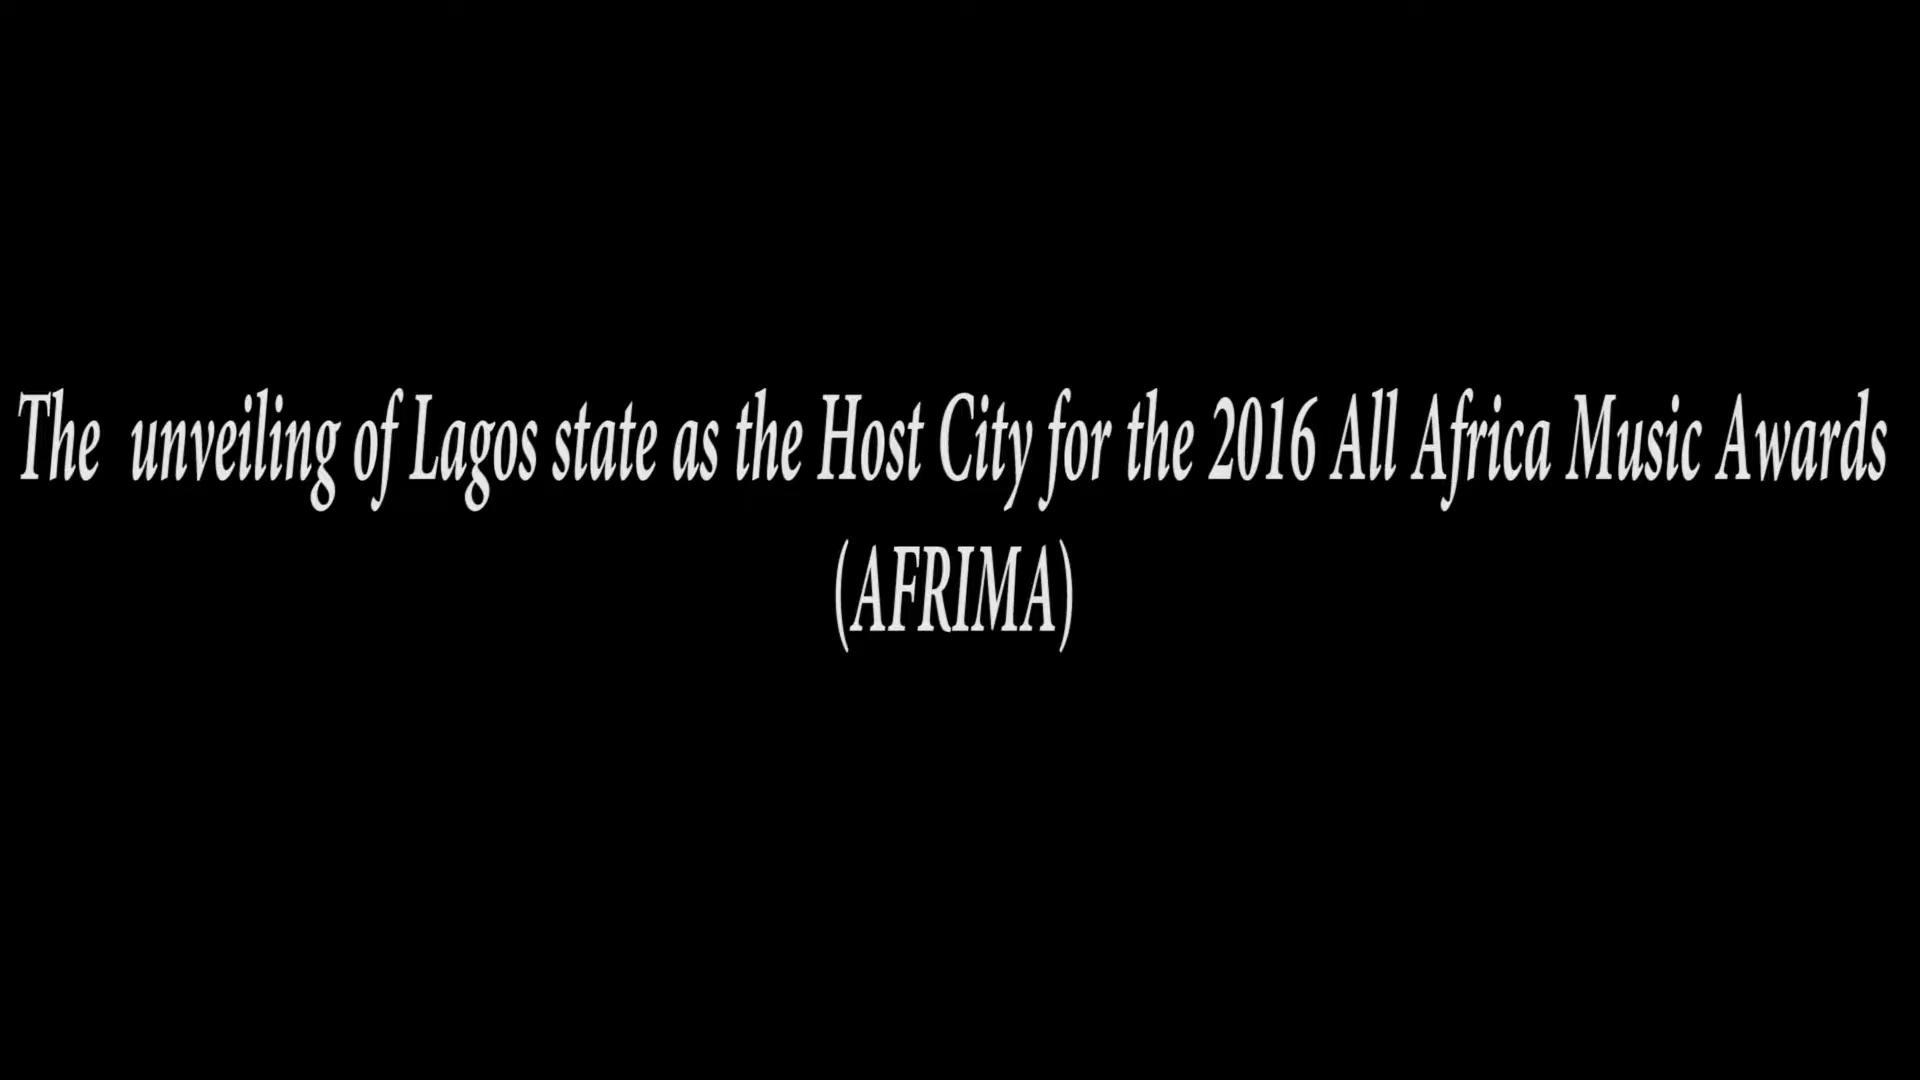 The  unveiling of Lagos state as the Host City for the 2016 All Africa Music Awards
(AFRIMA)